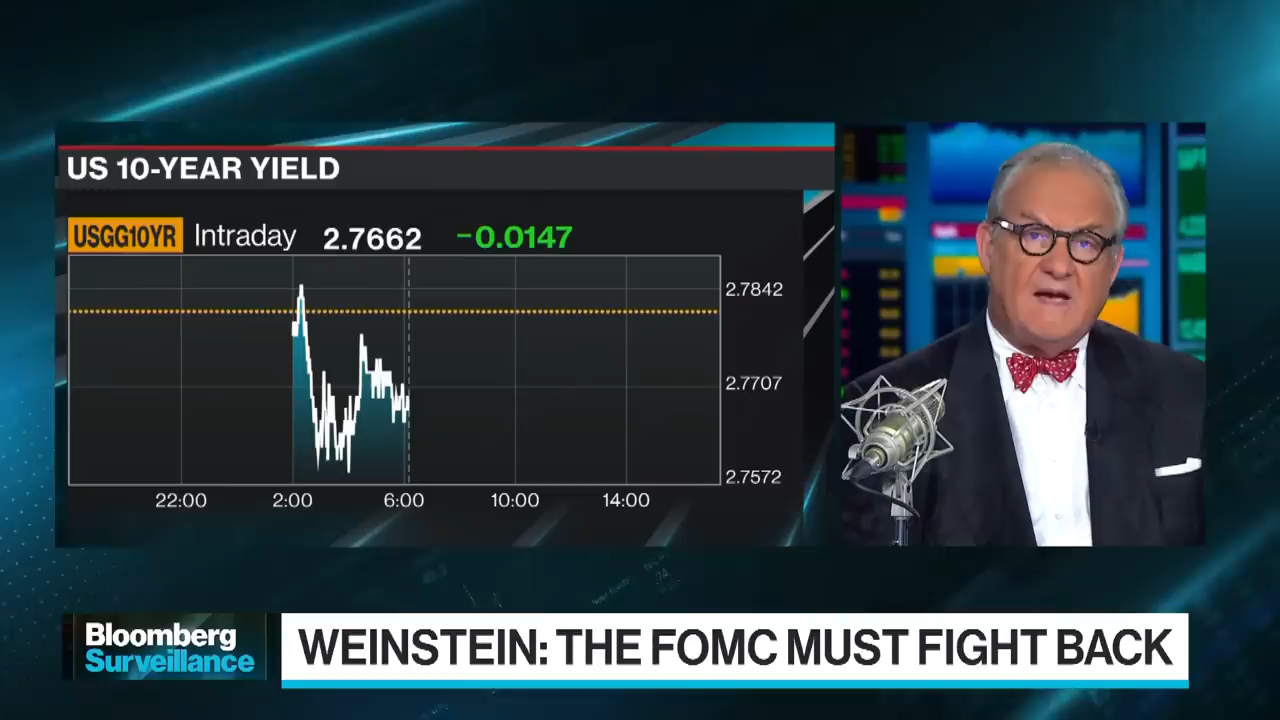 US 10-YEAR YIELD
USGG10YR Intraday 2.7662 -0.0147
2.7842
2.7707
2.7572
22:00 2:00 6:00 10:00 14:00
Bloomberg
Surveillance
WEINSTEIN: THE FOMC MUST FIGHT BACK